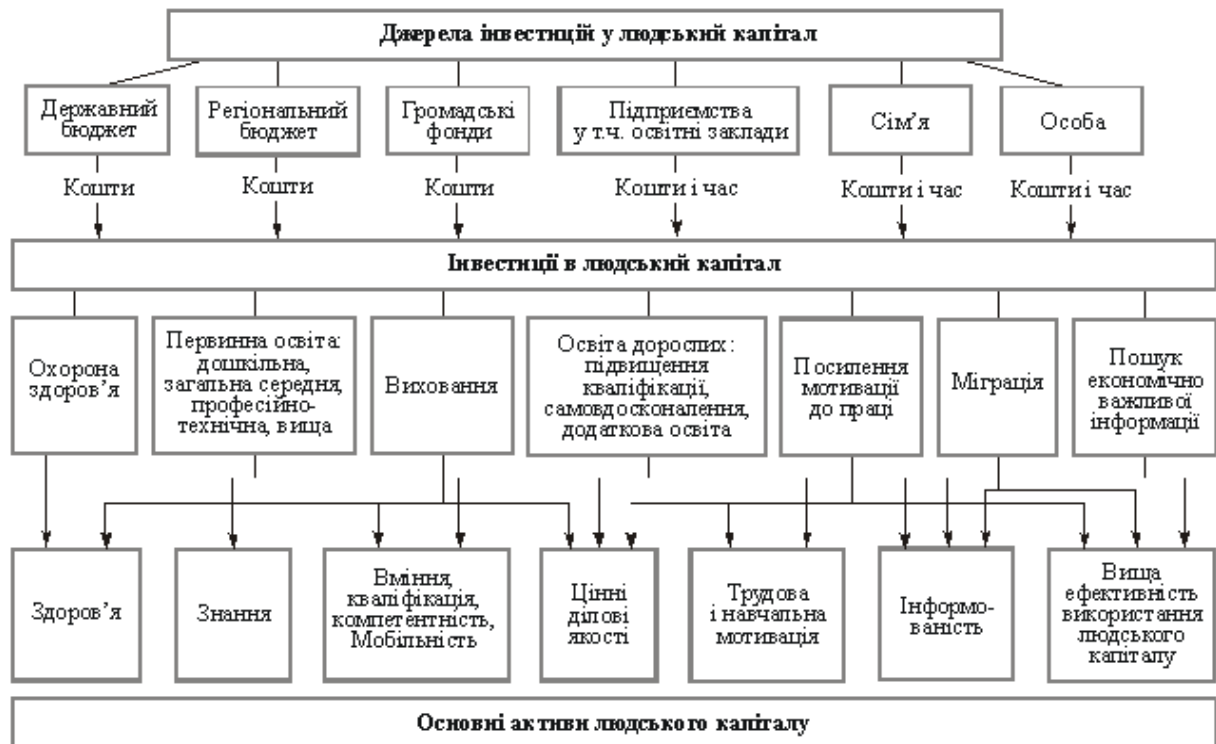 Джерела інвестицій у людський капітал
Державний
бюджет
Регіональний
бюджет
Громадські
фонди
Підприємства
у т.ч. освітні заклади
Сім’я
Особа
Кошти
Кошти
Кошти
Кошти і час
Кошти і час
Кошти і час
Інвестиції в людський капітал
Охорона
здоров’я
Первинна освіта:
дошкільна,
загальна середня,
професійно-
технічна, вища
Виховання
Освіта дорослих:
підвищення
кваліфікації,
самовдосконалення,
додаткова освіта
Посилення
мотивації
до праці
Міграція
Пошук
економічно
важливої
інформації
Здоров’я
Знання
Вміння,
кваліфікація,
компетентність,
Мобільність
Цінні
ділові
якості
Трудова
і навчальна
мотивація
Інформо-
ваність
Вища
ефективність
використання
людського
капіталу
Основні активи людського капіталу